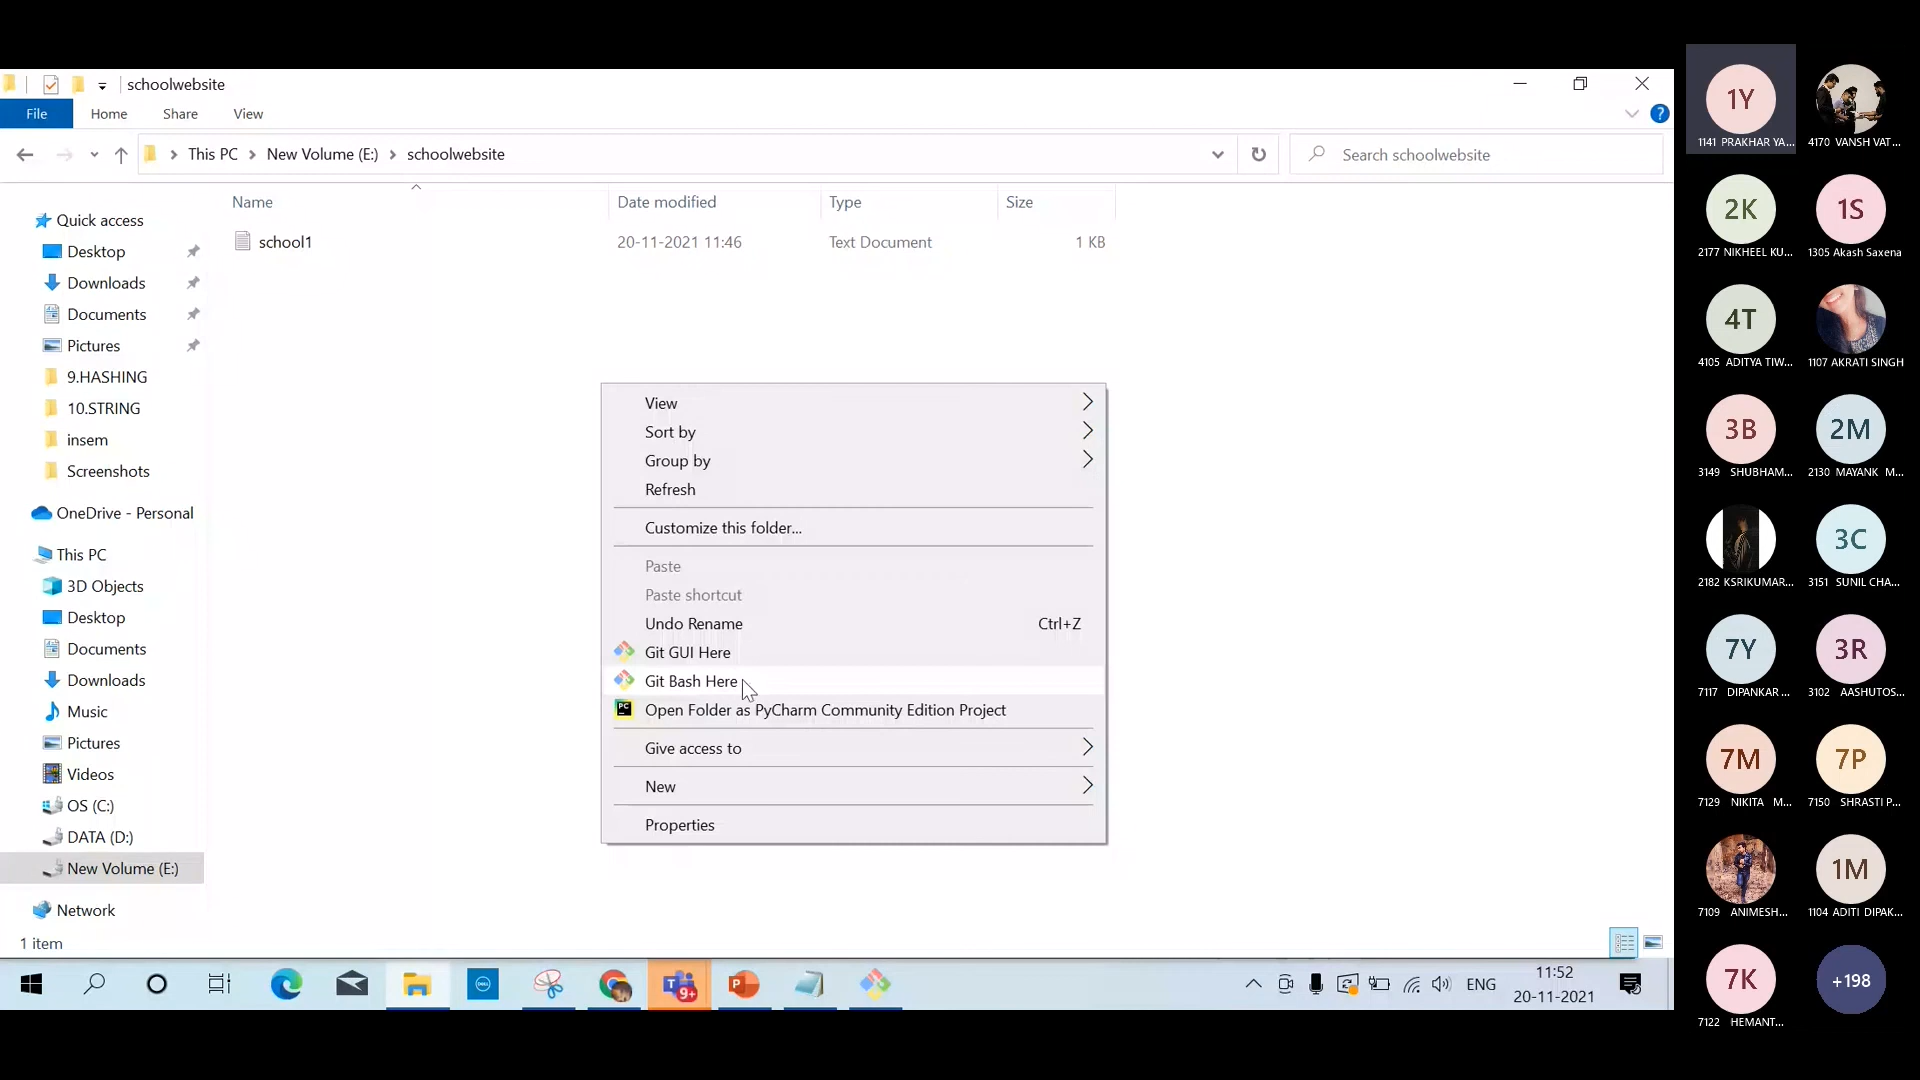 schoolwebsite
File Home Share View
This PC New Volume (E:) schoolwebsite
Search schoolwebsite
Name Date modified Type Size
school1 20-11-2021 11:46 Text Document 1 KB
Quick access
Desktop
Downloads
Documents
Pictures
9.HASHING
10.STRING
insem
Screenshots
OneDrive - Personal
This PC
3D Objects
Desktop
Documents
Downloads
Music
Pictures
Videos
OS (C:)
DATA (D:)
New Volume (E:)
Network
1 item
View
Sort by
Group by
Refresh
Customize this folder...
Paste
Paste shortcut
Undo Rename Ctrl+Z
Git GUI Here
Git Bash Here
PC Open Folder as PyCharm Community Edition Project
Give access to
New
Properties
DELL T 9+ P
ENG
11:52
20-11-2021
1Y
1141 PRAKHAR YA... 4170 VANSH VAT...
2K 1S
2177 NIKHEEL KU... 1305 Akash Saxena
4T
4105 ADITYA TIW... 1107 AKRATI SINGH
3B 2M
3149 SHUBHAM... 2130 MAYANK M...
3C
2182 KSRIKUMAR... 3151 SUNIL CHA...
7Y 3R
7117 DIPANKAR ... 3102 AASHUTOS...
7M 7P
7129 NIKITA M... 7150 SHRASTI P...
1M
7109 ANIMESH... 1104 ADITI DIPAK...
7K +198
7122 HEMANT...